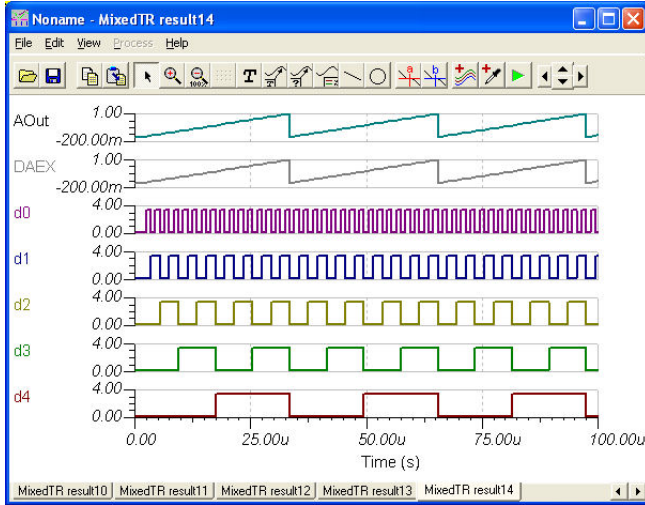 Noname - MixedTR result14
File Edit View Process Help
100%
T
a b
AOut 1.00
-200.00m
DAEX 1.00
-200.00m
d0 4.00
0.00
d1 4.00
0.00
d2 4.00
0.00
d3 4.00
0.00
d4 4.00
0.00
0.00 25.00u 50.00u 75.00u 100.00u
Time (s)
MixedTR result10 MixedTR result11 MixedTR result12 MixedTR result13 MixedTR result14